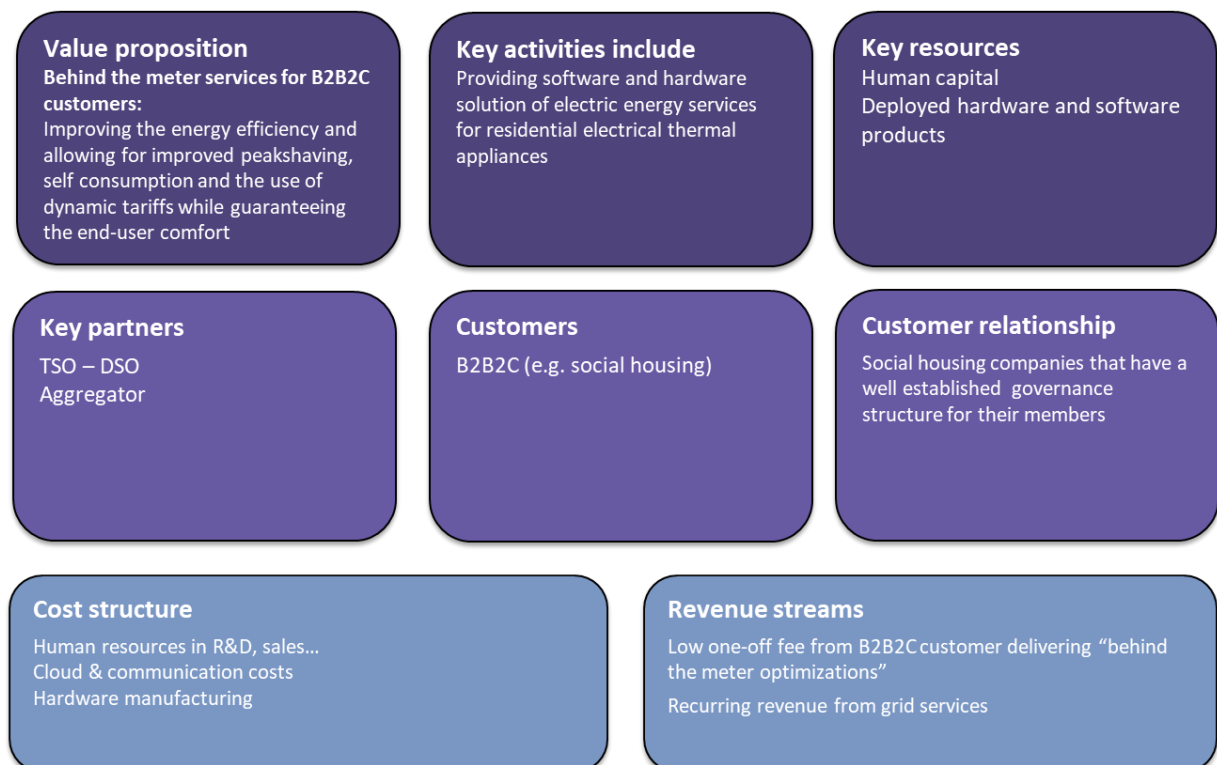 Value proposition
Behind the meter services for B2B2C
customers:
Improving the energy efficiency and
allowing for improved peakshaving,
self consumption and the use of
dynamic tariffs while guaranteeing
the end-user comfort
Key activities include
Providing software and hardware
solution of electric energy services
for residential electrical thermal
appliances
Key resources
Human capital
Deployed hardware and software
products
Key partners
TSO – DSO
Aggregator
Customers
B2B2C (e.g. social housing)
Customer relationship
Social housing companies that have a
well established governance
structure for their members
Cost structure
Human resources in R&D, sales…
Cloud & communication costs
Hardware manufacturing
Revenue streams
Low one-off fee from B2B2C customer delivering “behind
the meter optimizations”
Recurring revenue from grid services